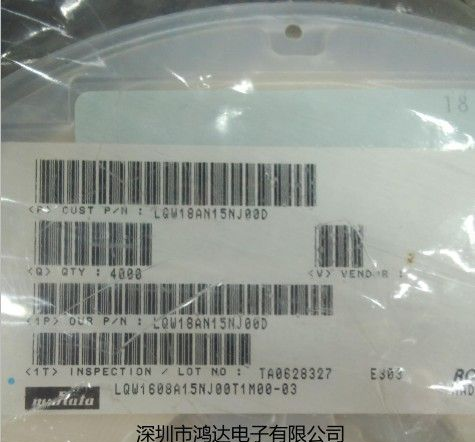 18
<P> CUST P/N : LQW18AN15NJ00D
<Q> QTY : 4000 <V> VENDOR :
<1P> OUR P/N : LQW18AN15NJ00D
<1T> INSPECTION / LOT NO : TA0628327 E303
muRata LQW1608A15NJ00T1M00-03
深圳市鸿达电子有限公司